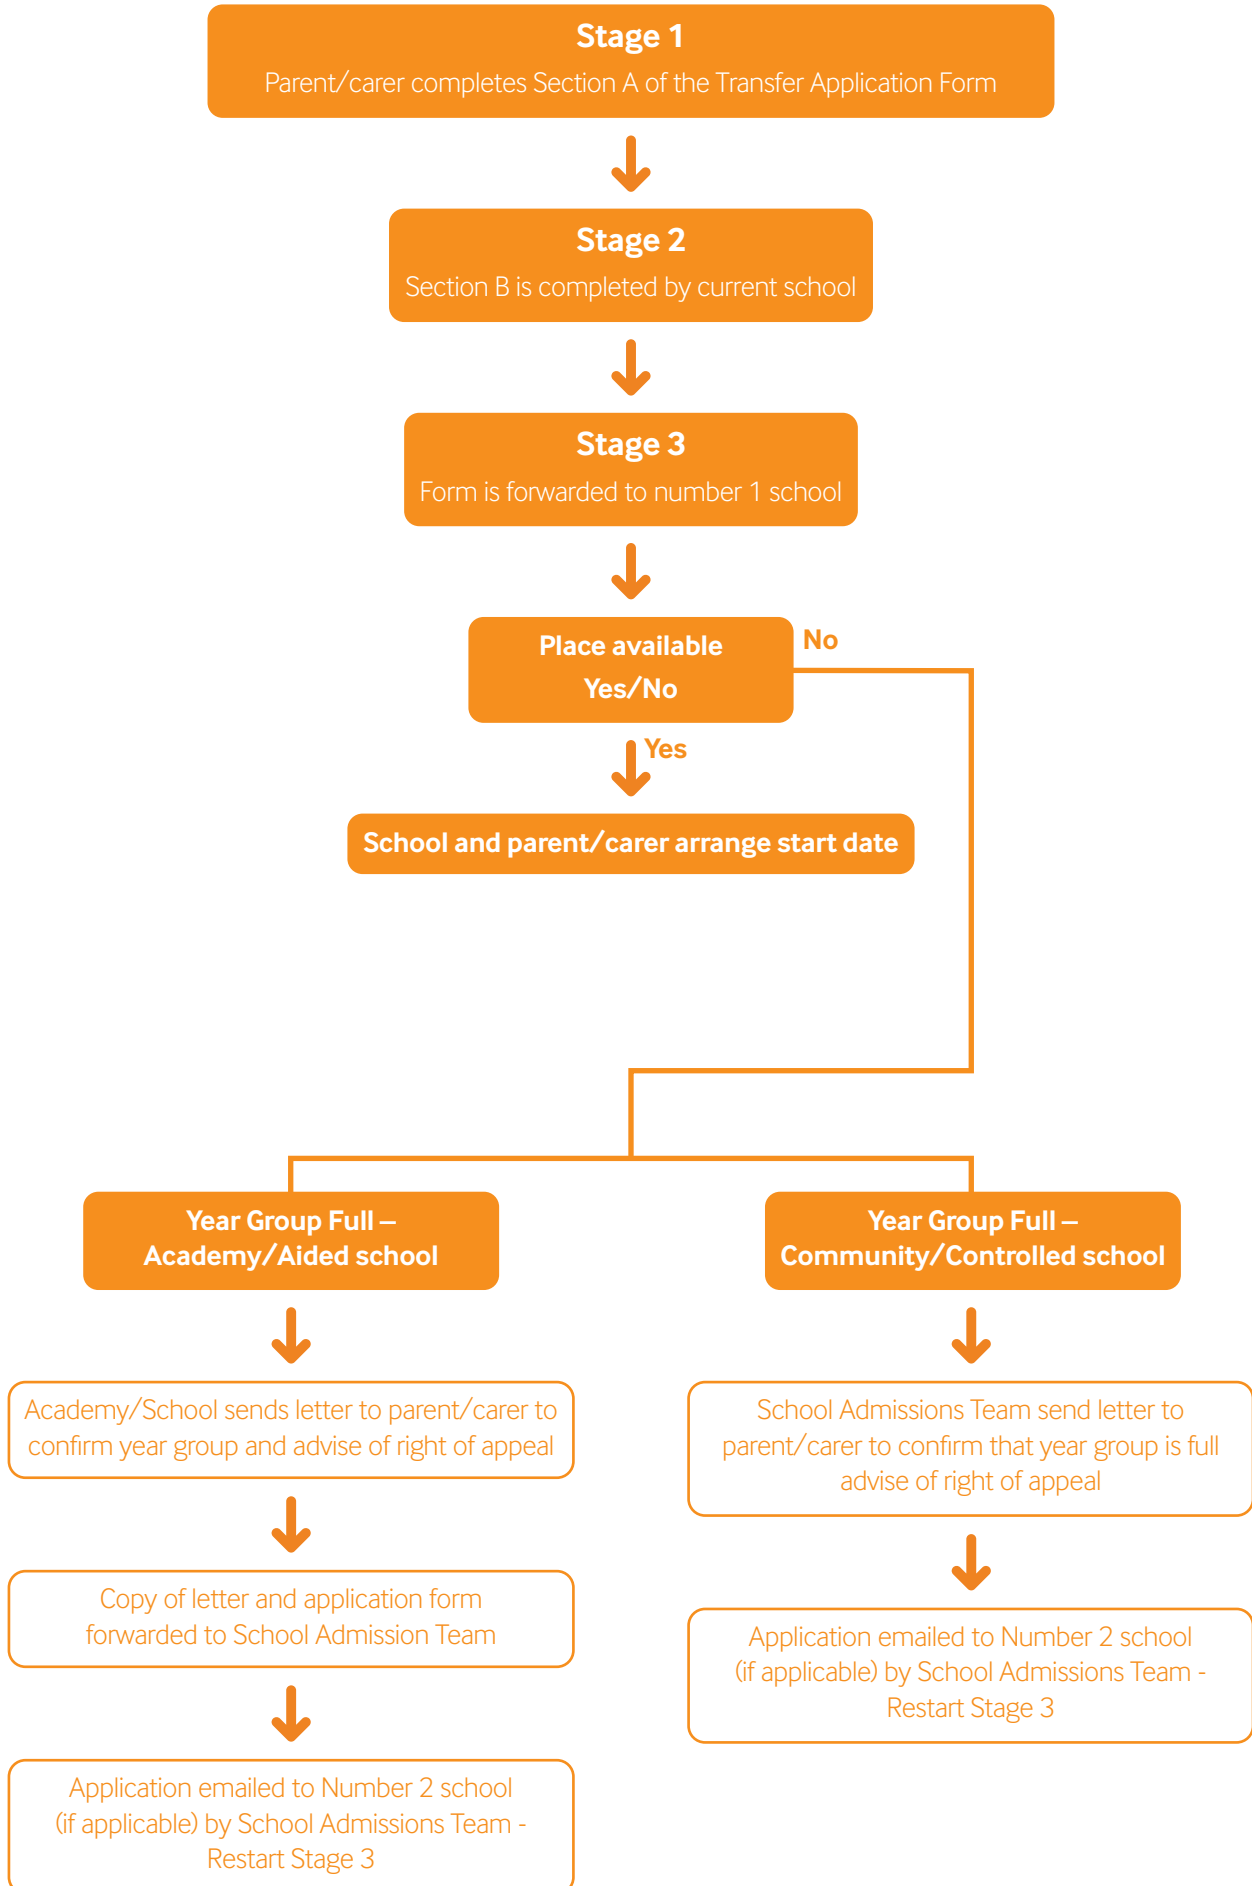 Stage 1
Parent/carer completes Section A of the Transfer Application Form
Stage 2
Section B is completed by current school
Stage 3
Form is forwarded to number 1 school
Place available
Yes/No
No
Yes
School and parent/carer arrange start date
Year Group Full –
Academy/Aided school
Academy/School sends letter to parent/carer to
confirm year group and advise of right of appeal
Copy of letter and application form
forwarded to School Admission Team
Application emailed to Number 2 school
(if applicable) by School Admissions Team -
Restart Stage 3
Year Group Full –
Community/Controlled school
School Admissions Team send letter to
parent/carer to confirm that year group is full
advise of right of appeal
Application emailed to Number 2 school
(if applicable) by School Admissions Team -
Restart Stage 3